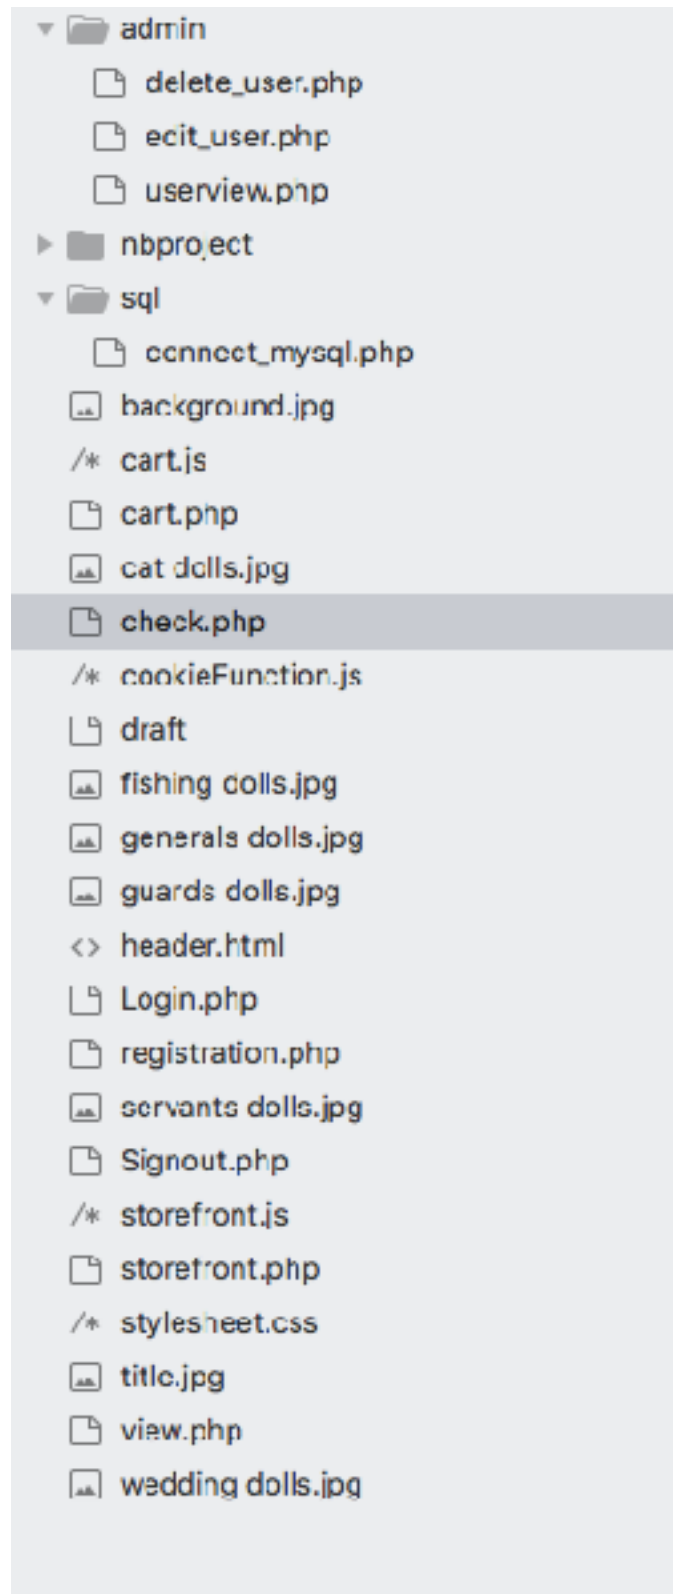 admin
delete_user.php
edit_user.php
userview.php
nbproject
sql
connect_mysql.php
background.jpg
cart.js
cart.php
cat dolls.jpg
check.php
cookieFunction.js
draft
fishing dolls.jpg
generals dolls.jpg
guards dolls.jpg
header.html
Login.php
registration.php
servants dolls.jpg
Signout.php
storefront.js
storefront.php
stylesheet.css
title.jpg
view.php
wedding dolls.jpg